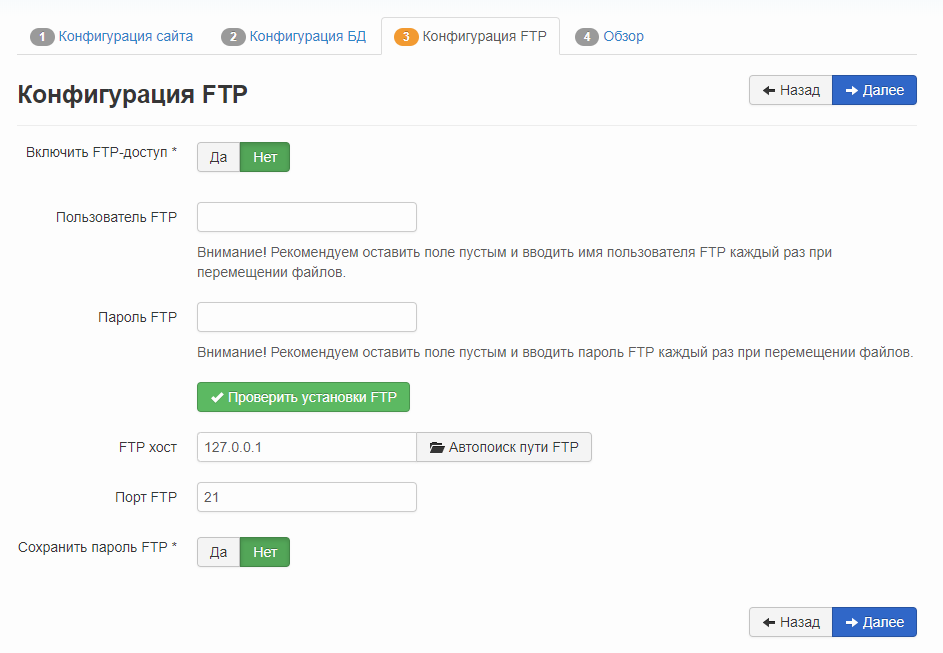 1 Конфигурация сайта 2 Конфигурация БД 3 Конфигурация FTP 4 Обзор
Конфигурация FTP
Назад Далее
Включить FTP-доступ * Да Нет
Пользователь FTP
Внимание! Рекомендуем оставить поле пустым и вводить имя пользователя FTP каждый раз при
перемещении файлов.
Пароль FTP
Внимание! Рекомендуем оставить поле пустым и вводить пароль FTP каждый раз при перемещении файлов.
Проверить установки FTP
FTP хост 127.0.0.1 Автопоиск пути FTP
Порт FTP 21
Сохранить пароль FTP * Да Нет
Назад Далее